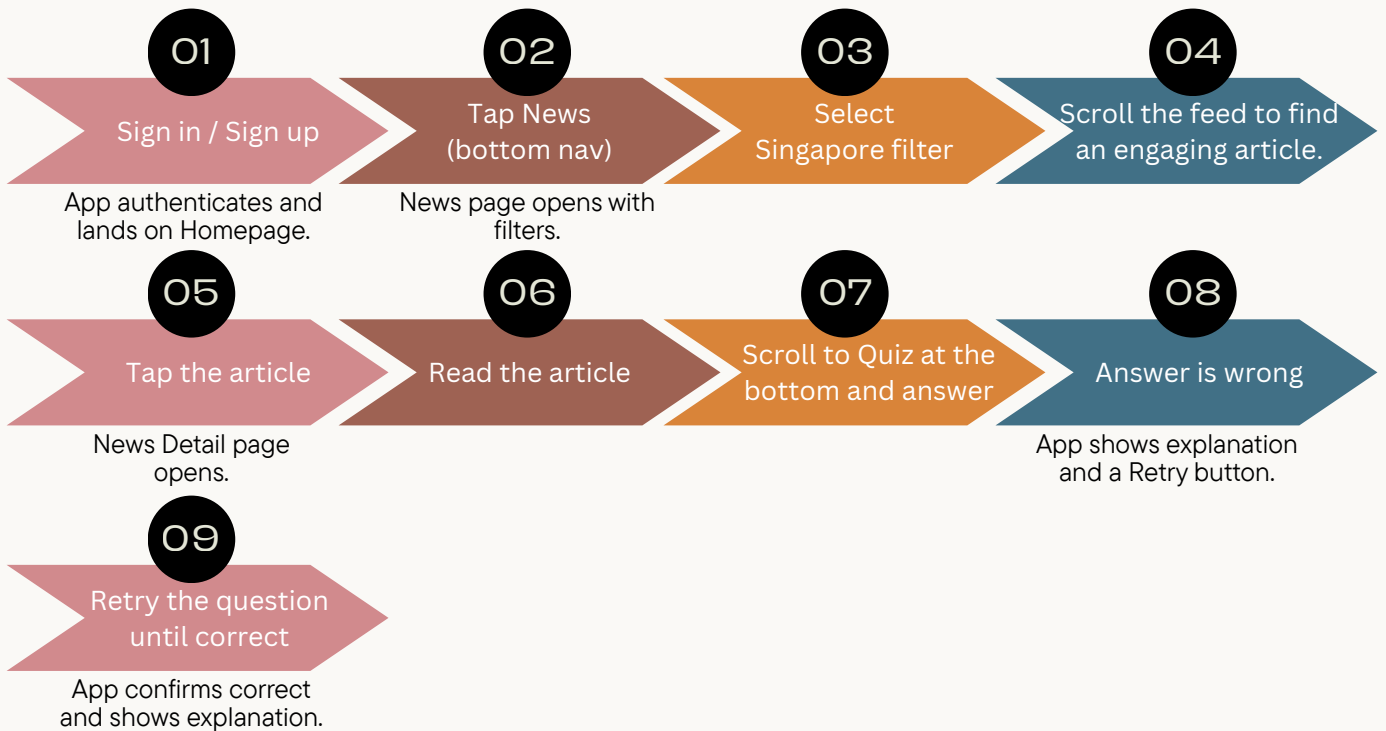 01
Sign in / Sign up
App authenticates and
lands on Homepage.
02
Tap News
(bottom nav)
News page opens with
filters.
03
Select
Singapore filter
04
Scroll the feed to find
an engaging article.
05
Tap the article
News Detail page
opens.
06
Read the article
07
Scroll to Quiz at the
bottom and answer
08
Answer is wrong
App shows explanation
and a Retry button.
09
Retry the question
until correct
App confirms correct
and shows explanation.